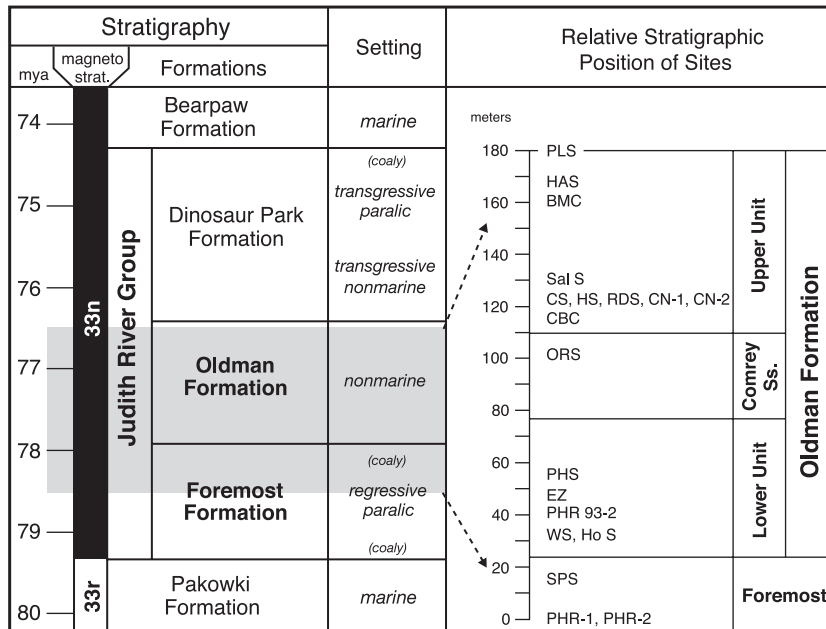 Stratigraphy
Setting
Relative Stratigraphic
Position of Sites
mya
magneto
strat.
Formations
74
75
76
77
78
79
80
33n
33r
Judith River Group
Bearpaw
Formation
marine
Dinosaur Park
Formation
(coaly)
transgressive
paralic
transgressive
nonmarine
Oldman
Formation
nonmarine
Foremost
Formation
(coaly)
regressive
paralic
(coaly)
Pakowki
Formation
marine
meters
180
160
140
120
100
80
60
40
20
0
PLS
HAS
BMC
Sal S
CS, HS, RDS, CN-1, CN-2
CBC
ORS
PHS
EZ
PHR 93-2
WS, Ho S
SPS
PHR-1, PHR-2
Upper Unit
Comrey
Ss.
Lower Unit
Oldman Formation
Foremost